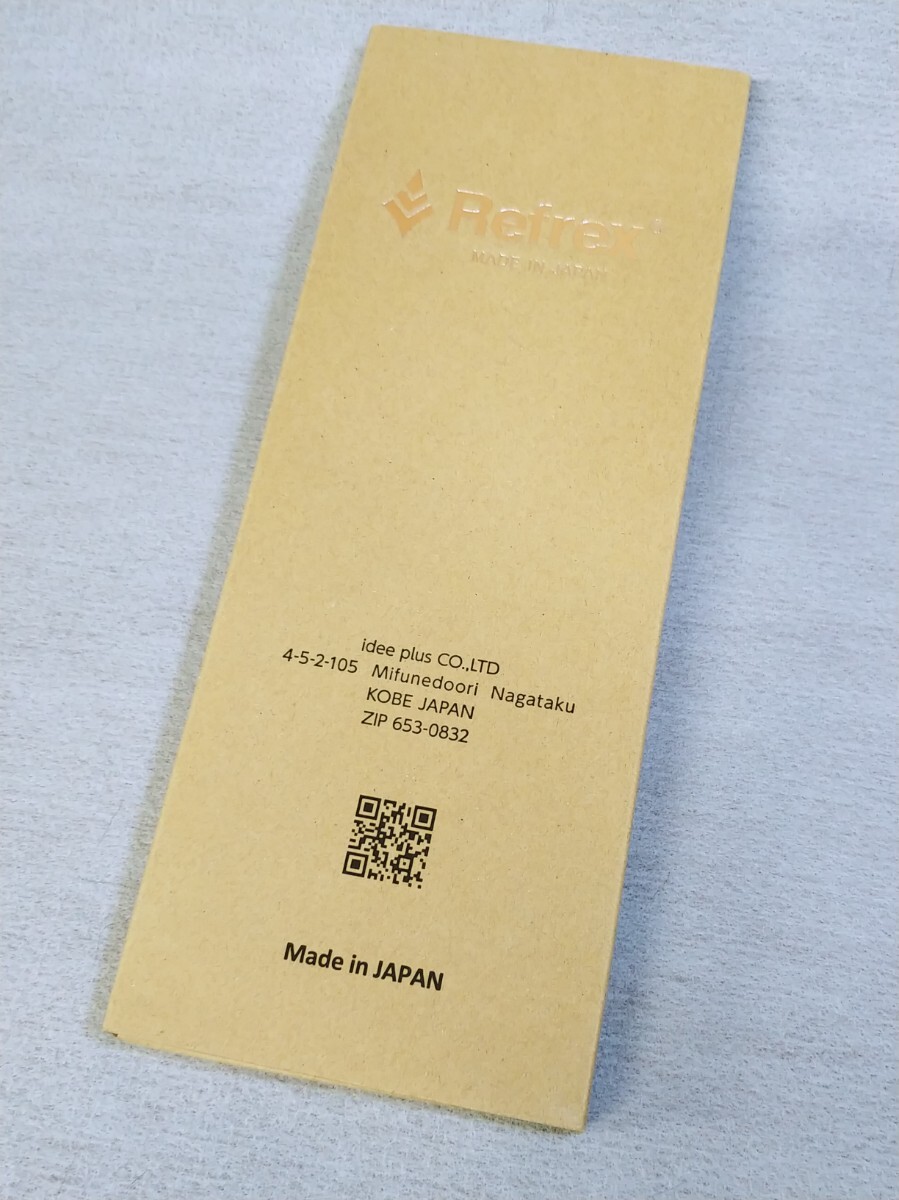 Refrex®
MADE IN JAPAN
idee plus CO.,LTD
4-5-2-105 Mifunedoori Nagataku
KOBE JAPAN
ZIP 653-0832
Made in JAPAN